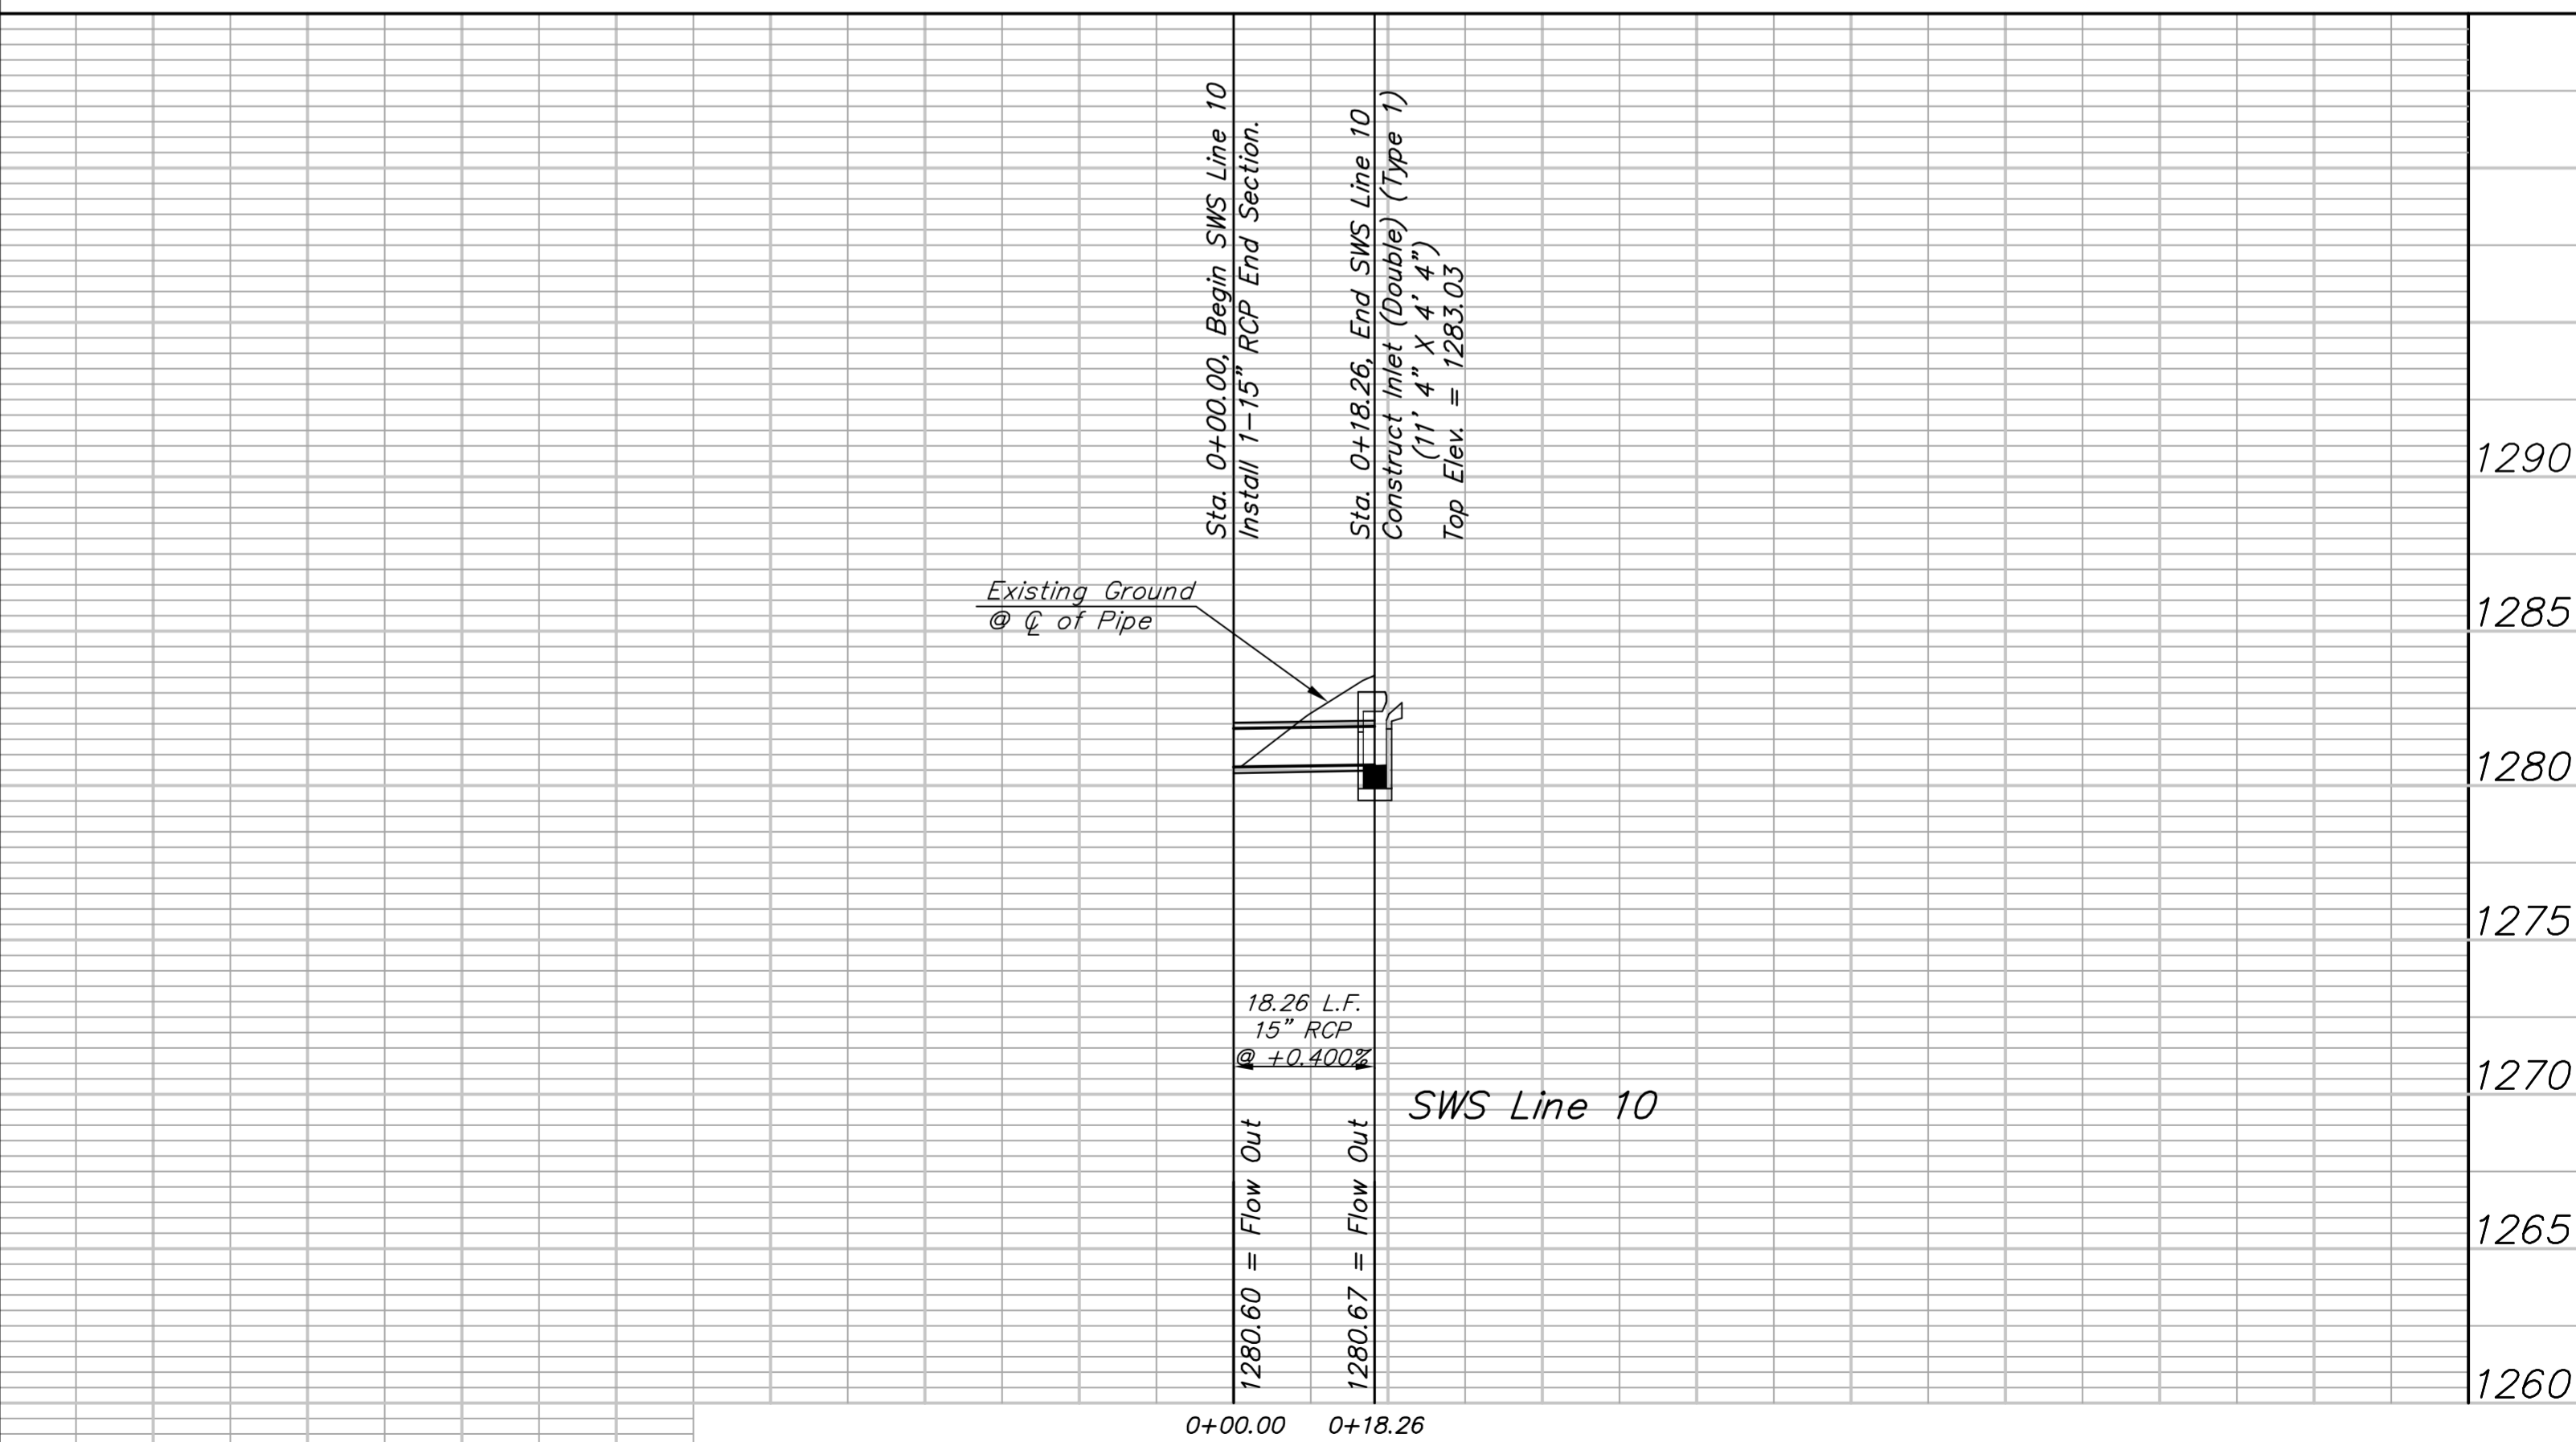 Sta. 0+00.00, Begin SWS Line 10
Install 1-15" RCP End Section.
Sta. 0+18.26, End SWS Line 10
Construct Inlet (Double) (Type 1)
(11' 4" X 4' 4")
Top Elev. = 1283.03
Existing Ground
@ ℄ of Pipe
1290
1285
1280
1275
1270
1265
1260
18.26 L.F.
15" RCP
@ +0.400%
SWS Line 10
1280.60 = Flow Out
1280.67 = Flow Out
0+00.00
0+18.26